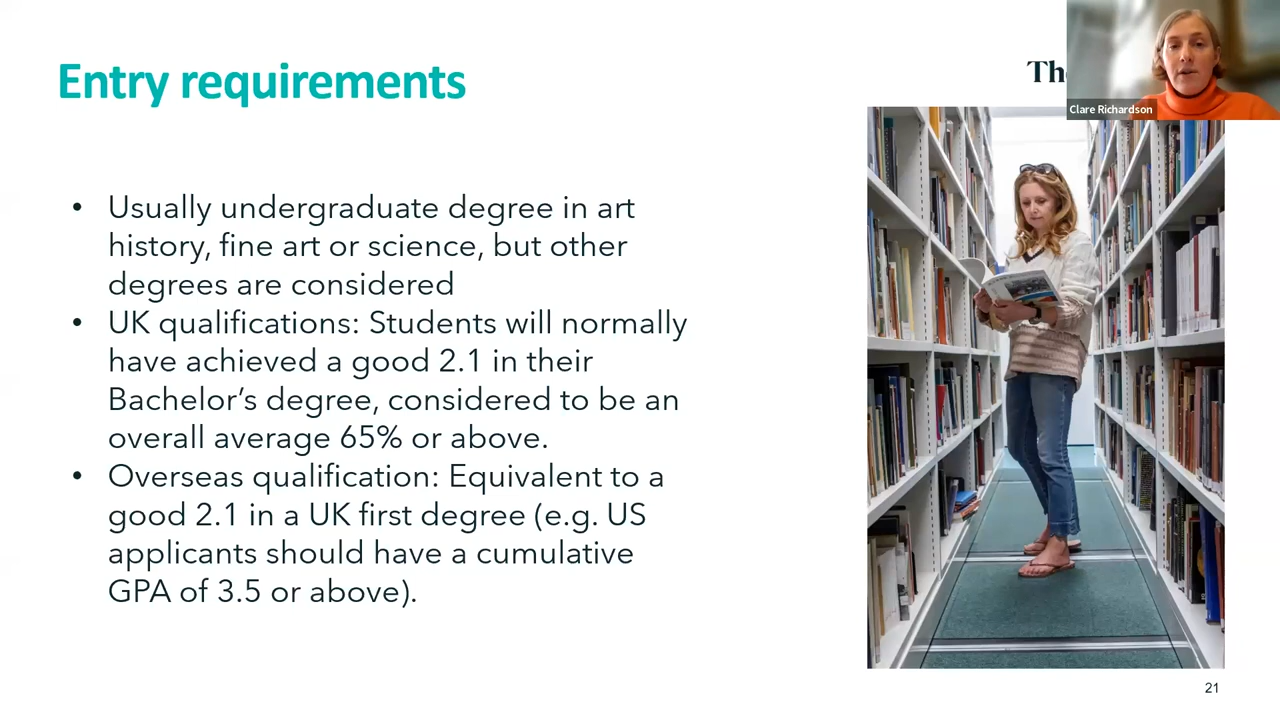 Entry requirements
Clare Richardson
• Usually undergraduate degree in art
history, fine art or science, but other
degrees are considered
• UK qualifications: Students will normally
have achieved a good 2.1 in their
Bachelor’s degree, considered to be an
overall average 65% or above.
• Overseas qualification: Equivalent to a
good 2.1 in a UK first degree (e.g. US
applicants should have a cumulative
GPA of 3.5 or above).
21